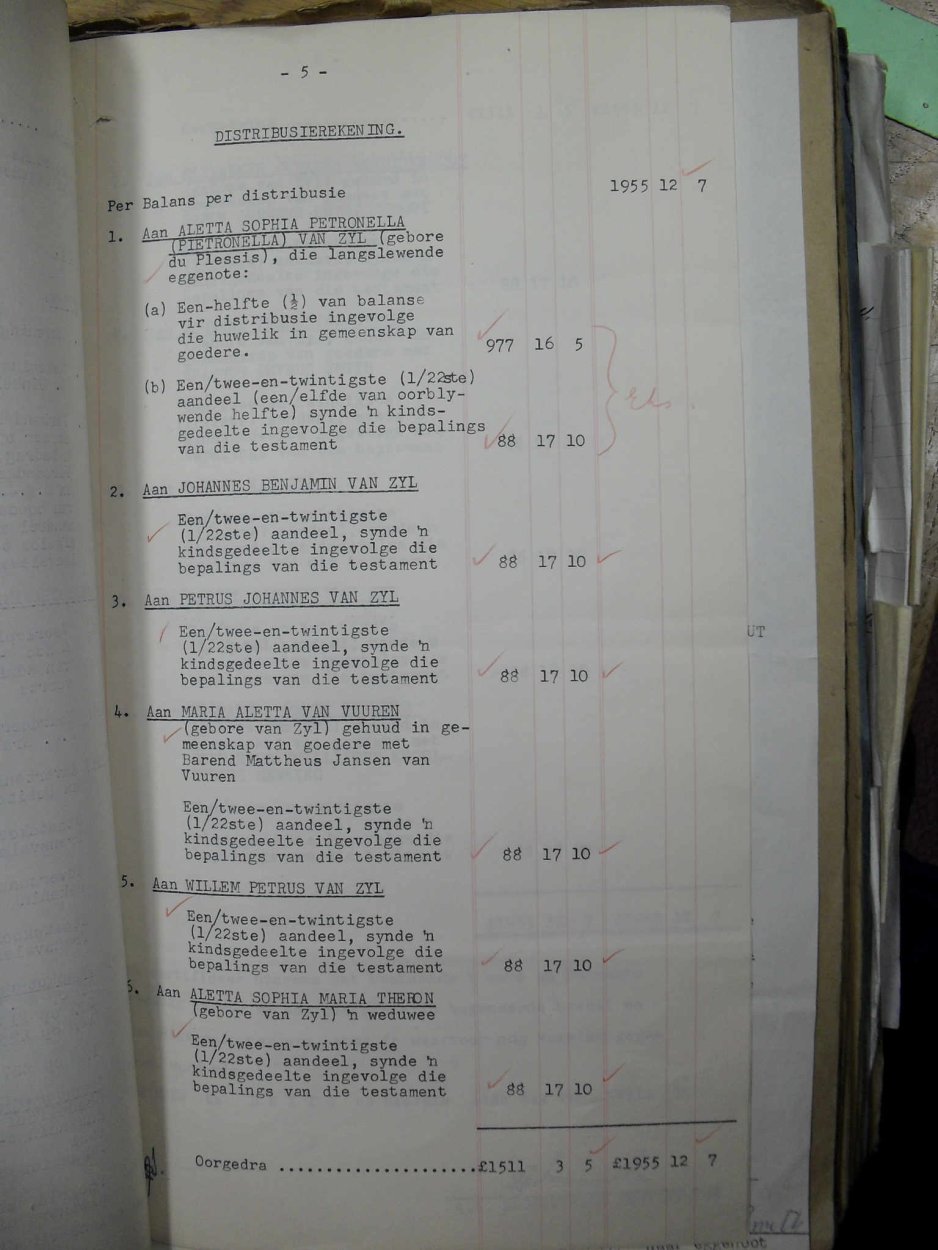 - 5 -
DISTRIBUSIEREKENING.
Per Balans per distribusie 1955 12 7
1. Aan ALETTA SOPHIA PETRONELLA
(PIETRONELLA) VAN ZYL (gebore
du Plessis), die langslewende
eggenote:
(a) Een-helfte (½) van balanse
vir distribusie ingevolge
die huwelik in gemeenskap van
goedere. 977 16 5
(b) Een/twee-en-twintigste (1/22ste)
aandeel (een/elfde van oorbly-
wende helfte) synde 'n kinds-
gedeelte ingevolge die bepalings
van die testament 88 17 10
2. Aan JOHANNES BENJAMIN VAN ZYL
Een/twee-en-twintigste
(1/22ste) aandeel, synde 'n
kindsgedeelte ingevolge die
bepalings van die testament 88 17 10
3. Aan PETRUS JOHANNES VAN ZYL
Een/twee-en-twintigste
(1/22ste) aandeel, synde 'n
kindsgedeelte ingevolge die
bepalings van die testament 88 17 10
4. Aan MARIA ALETTA VAN VUUREN
(gebore van Zyl) gehuud in ge-
meenskap van goedere met
Barend Mattheus Jansen van
Vuuren
Een/twee-en-twintigste
(1/22ste) aandeel, synde 'n
kindsgedeelte ingevolge die
bepalings van die testament 88 17 10
5. Aan WILLEM PETRUS VAN ZYL
Een/twee-en-twintigste
(1/22ste) aandeel, synde 'n
kindsgedeelte ingevolge die
bepalings van die testament 88 17 10
6. Aan ALETTA SOPHIA MARIA THERON
(gebore van Zyl) 'n weduwee
Een/twee-en-twintigste
(1/22ste) aandeel, synde 'n
kindsgedeelte ingevolge die
bepalings van die testament 88 17 10
Oorgedra .....................£1511 3 5 £1955 12 7
UT